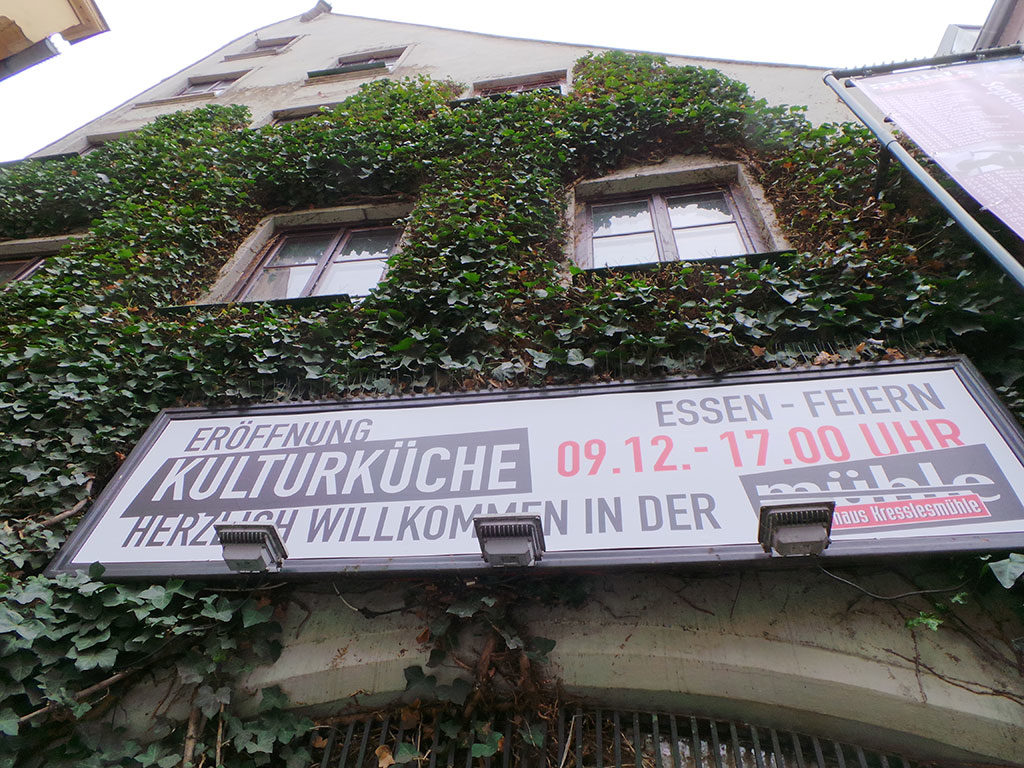 ERÖFFNUNG
KULTURKÜCHE
HERZLICH WILLKOMMEN IN DER
ESSEN - FEIERN
09.12.- 17.00 UHR
mühle
haus Kresslesmühle